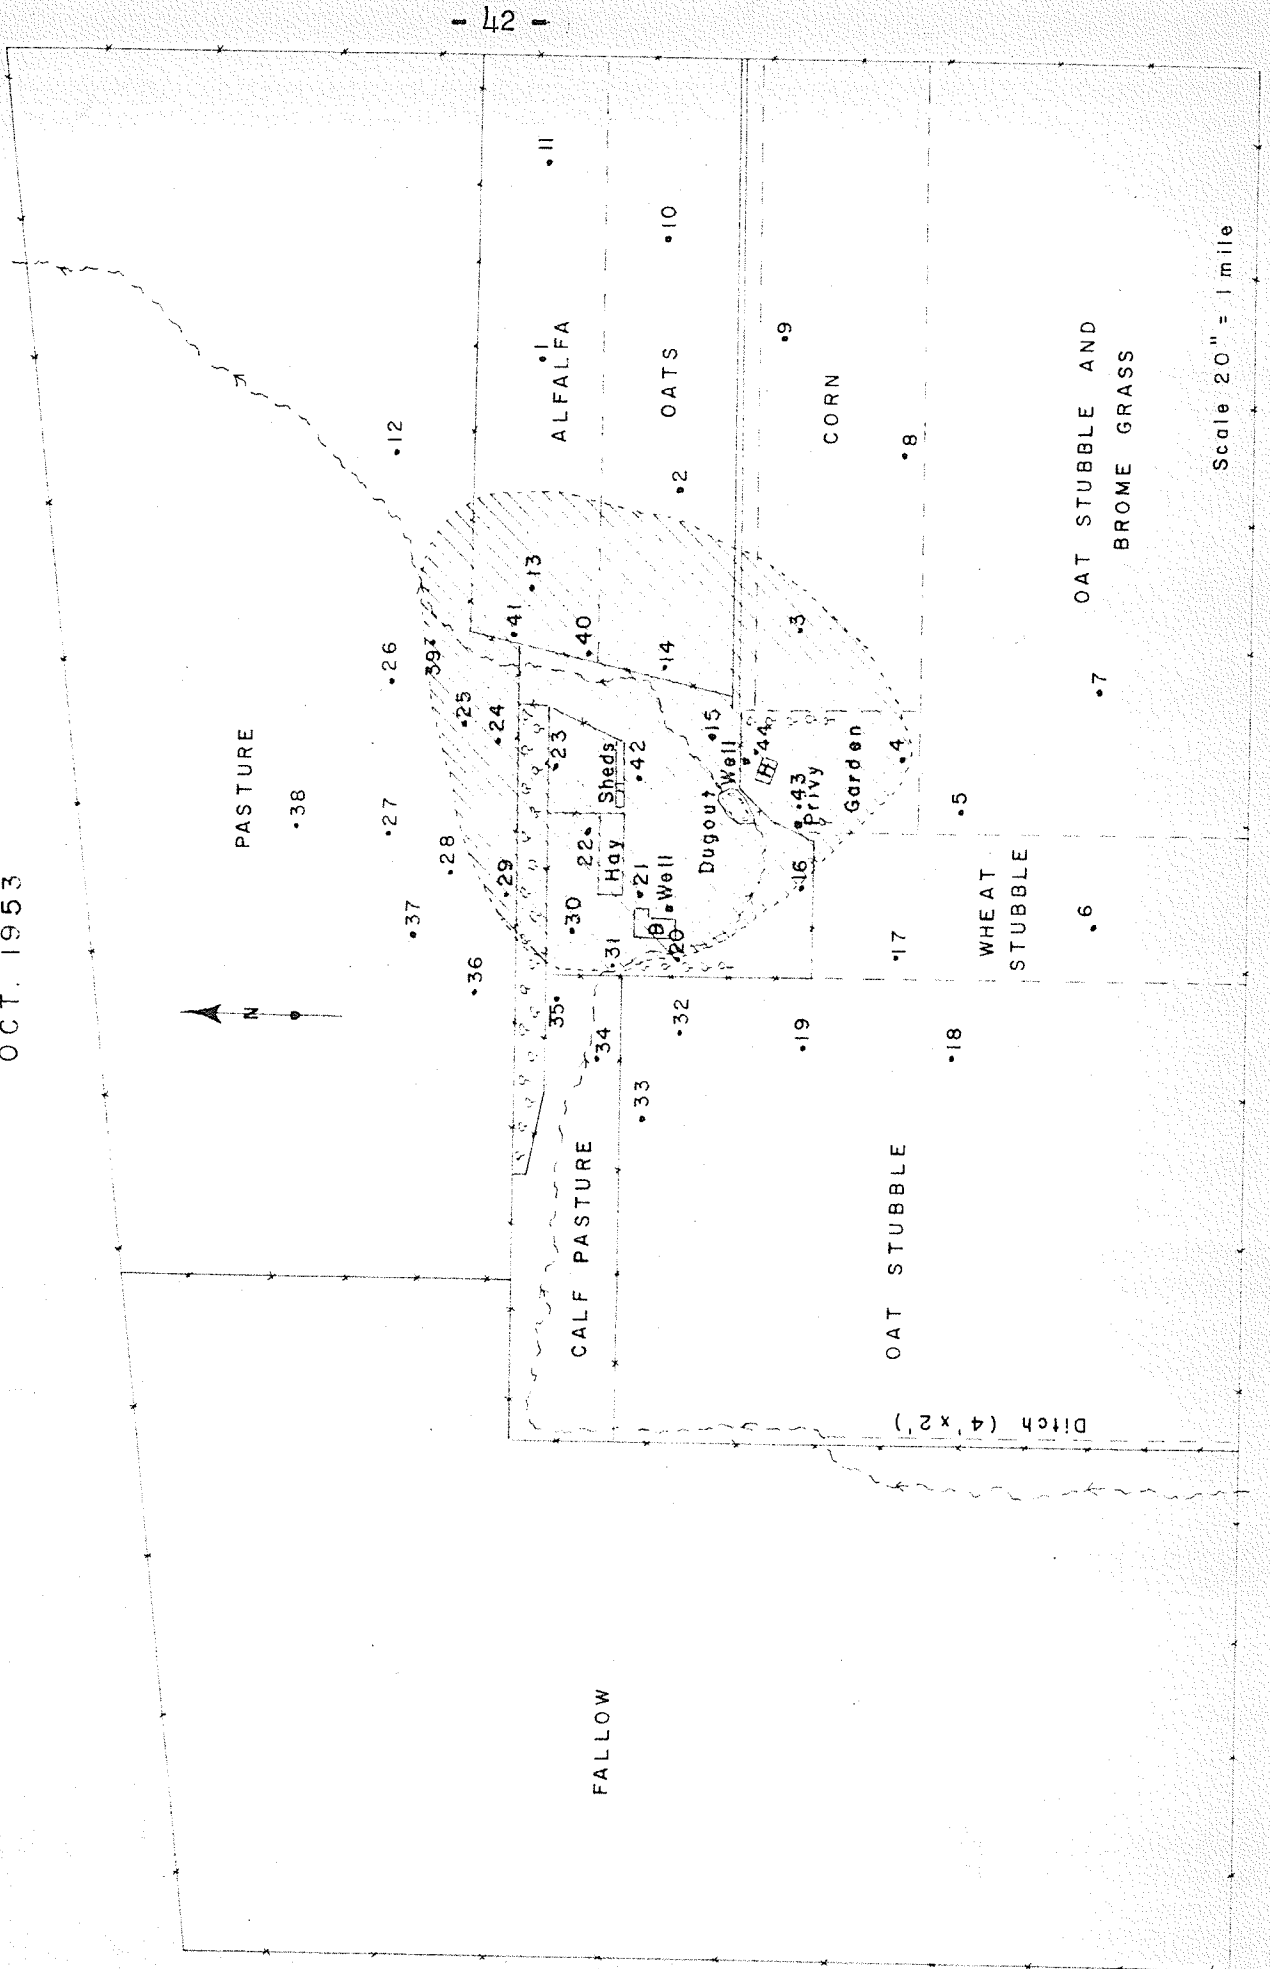 - 42 -
OCT. 1953
N
PASTURE
ALFALFA
OATS
CORN
OAT STUBBLE AND
BROME GRASS
Scale 20" = 1 mile
FALLOW
CALF PASTURE
OAT STUBBLE
Ditch (4' x 2')
WHEAT
STUBBLE
Garden
Privy
Well
Dugout
Sheds
Hay
Well
B
H
1
2
3
4
5
6
7
8
9
10
11
12
13
14
15
16
17
18
19
20
21
22
23
24
25
26
27
28
29
30
31
32
33
34
35
36
37
38
39
40
41
42
43
44